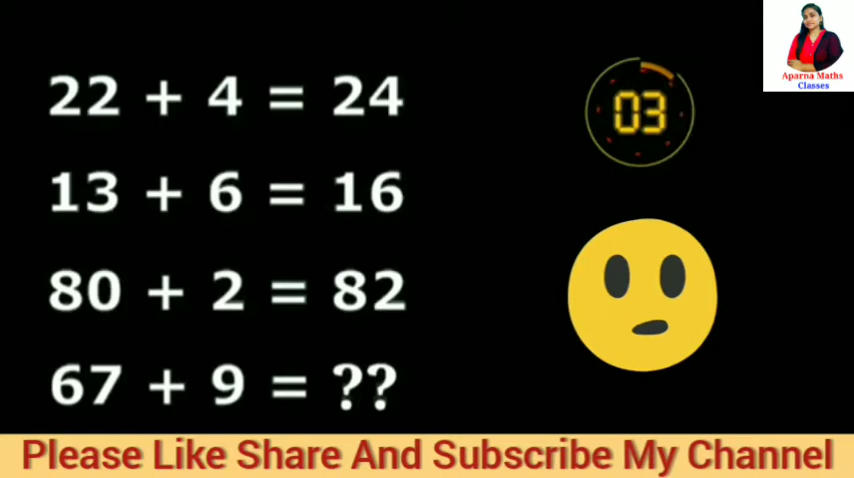 22 + 4 = 24
13 + 6 = 16
80 + 2 = 82
67 + 9 = ??
03
Aparna Maths
Classes
Please Like Share And Subscribe My Channel